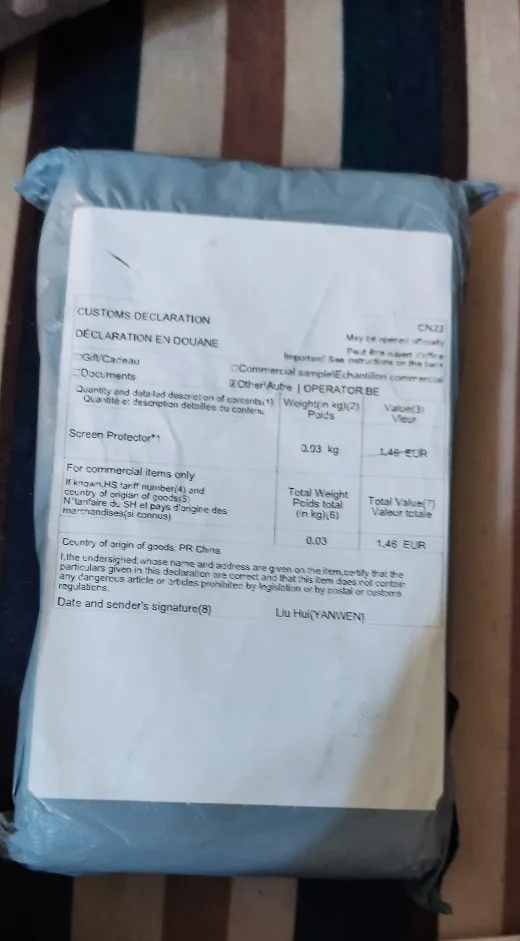 CUSTOMS DECLARATION
CN22
DÉCLARATION EN DOUANE
May be opened officially
Peut être ouvert d'office
Important! See instructions on the back
□Gift/Cadeau
□Commercial sample\Echantillon commercial
□Documents
☑Other\Autre | OPERATOR:BE
Quantity and detailed description of contents(1)
Quantité et description detaillee du contenu
Weight(in kg)(2)
Poids
Value(3)
Vleur
Screen Protector*1
0.03 kg
1.46 EUR
For commercial items only
If known,HS tariff number(4) and
country of origian of goods(5)
N°tarifaire du SH et pays d'origine des
marchandises(si connus)
Total Weight
Poids total
(in kg)(6)
Total Value(7)
Valeur totale
0.03
1.46 EUR
Country of origin of goods: PR China
I,the undersigned,whose name and address are given on the item,certify that the
particulars given in this declaration are correct and that this item does not contain
any dangerous article or articles prohibited by legislation or by postal or customs
regulations.
Date and sender's signature(8)
Liu Hui(YANWEN)